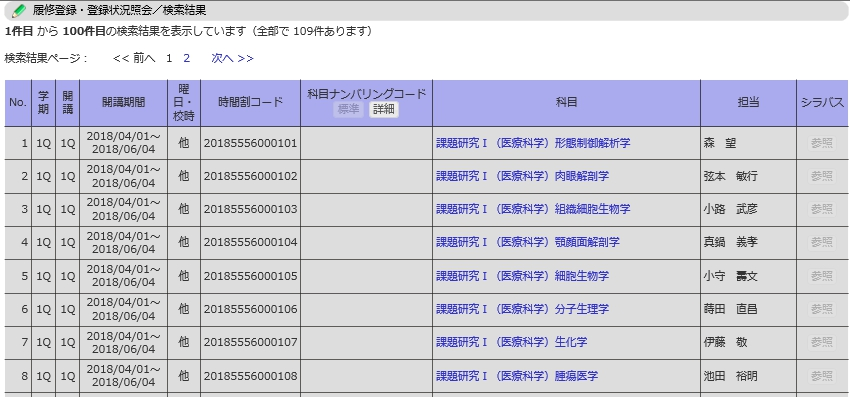 履修登録・登録状況照会／検索結果
1件目 から 100件目の検索結果を表示しています（全部で 109件あります）
検索結果ページ： << 前へ 1 2 次へ >>
No. 学期 開講 開講期間 曜日・校時 時間割コード 科目ナンバリングコード 標準 詳細 科目 担当 シラバス
1 1Q 1Q 2018/04/01～2018/06/04 他 20185556000101 課題研究Ⅰ（医療科学）形態制御解析学 森 望 参照
2 1Q 1Q 2018/04/01～2018/06/04 他 20185556000102 課題研究Ⅰ（医療科学）肉眼解剖学 弦本 敏行 参照
3 1Q 1Q 2018/04/01～2018/06/04 他 20185556000103 課題研究Ⅰ（医療科学）組織細胞生物学 小路 武彦 参照
4 1Q 1Q 2018/04/01～2018/06/04 他 20185556000104 課題研究Ⅰ（医療科学）顎顔面解剖学 真鍋 義孝 参照
5 1Q 1Q 2018/04/01～2018/06/04 他 20185556000105 課題研究Ⅰ（医療科学）細胞生物学 小守 壽文 参照
6 1Q 1Q 2018/04/01～2018/06/04 他 20185556000106 課題研究Ⅰ（医療科学）分子生理学 蒔田 直昌 参照
7 1Q 1Q 2018/04/01～2018/06/04 他 20185556000107 課題研究Ⅰ（医療科学）生化学 伊藤 敬 参照
8 1Q 1Q 2018/04/01～2018/06/04 他 20185556000108 課題研究Ⅰ（医療科学）腫瘍医学 池田 裕明 参照